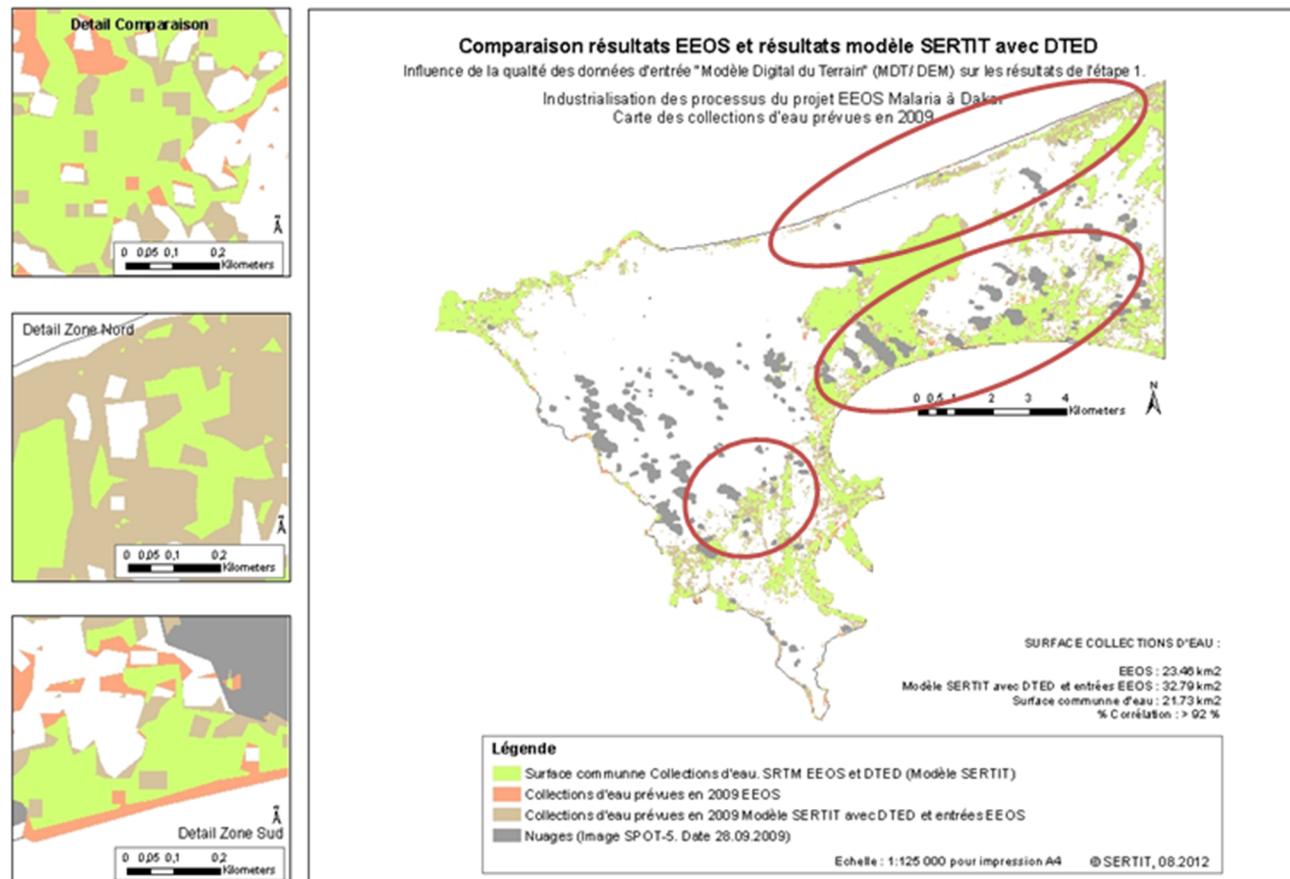 Detail Comparaison
Ñ
0 0,05 0,1 0,2
Kilometers
Detail Zone Nord
Ñ
0 0,05 0,1 0,2
Kilometers
Ñ
Detail Zone Sud
0 0,05 0,1 0,2
Kilometers
Comparaison résultats EEOS et résultats modèle SERTIT avec DTED
Influence de la qualité des données d'entrée "Modèle Digital du Terrain" (MDT/ DEM) sur les résultats de l'étape 1.
Industrialisation des processus du projet EEOS Malaria à Dakar
Carte des collections d'eau prévues en 2009
N
0 0,5 1 2 3 4
Kilometers
SURFACE COLLECTIONS D'EAU :
EEOS : 23.46 km2
Modèle SERTIT avec DTED et entrées EEOS : 32.79 km2
Surface commune d'eau : 21.73 km2
% Corrélation : > 92 %
Légende
Surface commune Collections d'eau. SRTM EEOS et DTED (Modèle SERTIT)
Collections d'eau prévues en 2009 EEOS
Collections d'eau prévues en 2009 Modèle SERTIT avec DTED et entrées EEOS
Nuages (Image SPOT-5. Date 28.09.2009)
Echelle : 1:125 000 pour impression A4 © SERTIT, 08.2012